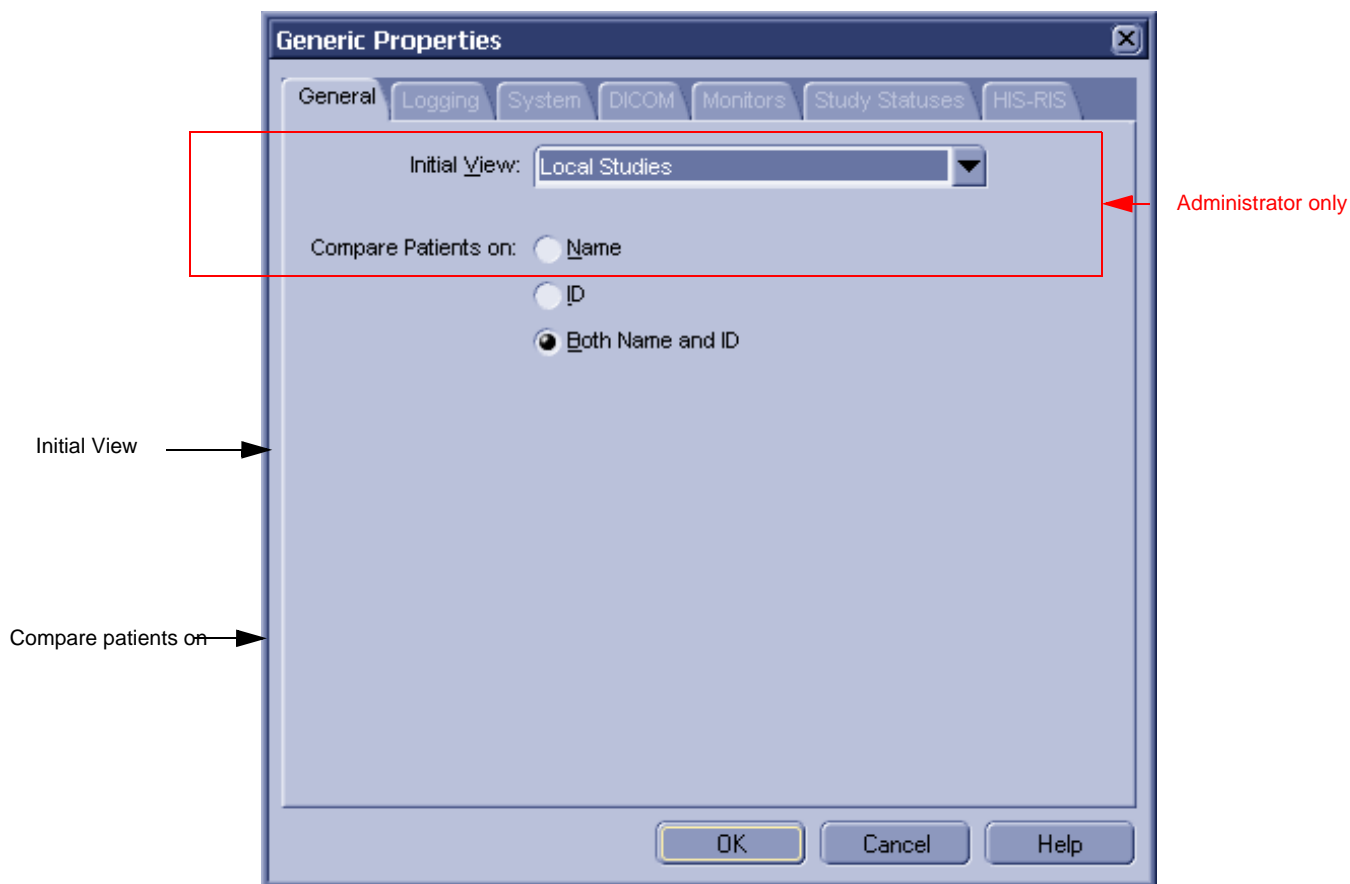 Generic Properties
General Logging System DICOM Monitors Study Statuses HIS-RIS
Initial View: Local Studies
Administrator only
Compare Patients on: Name
ID
Both Name and ID
Initial View
Compare patients on
OK Cancel Help